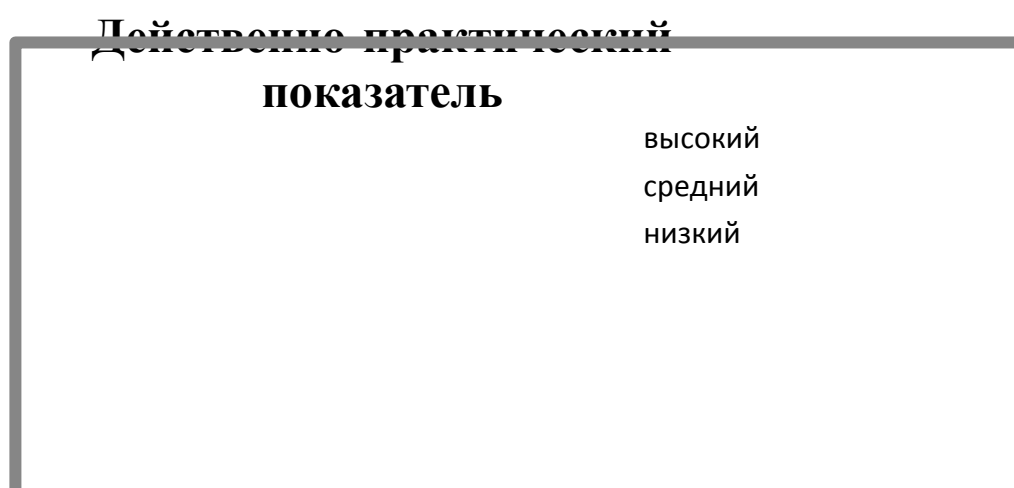 Действенно-практический
показатель
высокий
средний
низкий